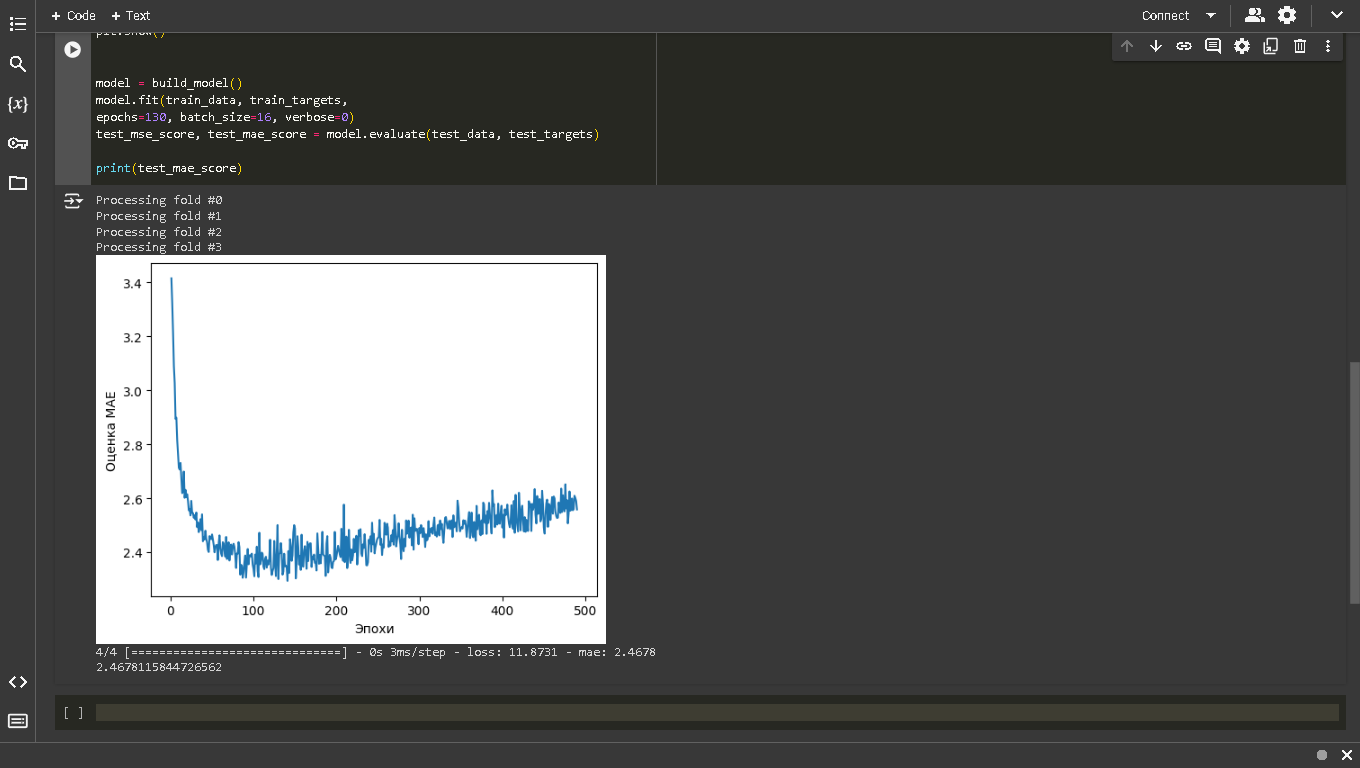 + Code + Text
Connect
plt.show()
model = build_model()
model.fit(train_data, train_targets,
epochs=130, batch_size=16, verbose=0)
test_mse_score, test_mae_score = model.evaluate(test_data, test_targets)
print(test_mae_score)
{x}
Processing fold #0
Processing fold #1
Processing fold #2
Processing fold #3
3.4
3.2
3.0
2.8
2.6
2.4
Оценка MAE
0 100 200 300 400 500
Эпохи
4/4 [==============================] - 0s 3ms/step - loss: 11.8731 - mae: 2.4678
2.4678115844726562
[ ]